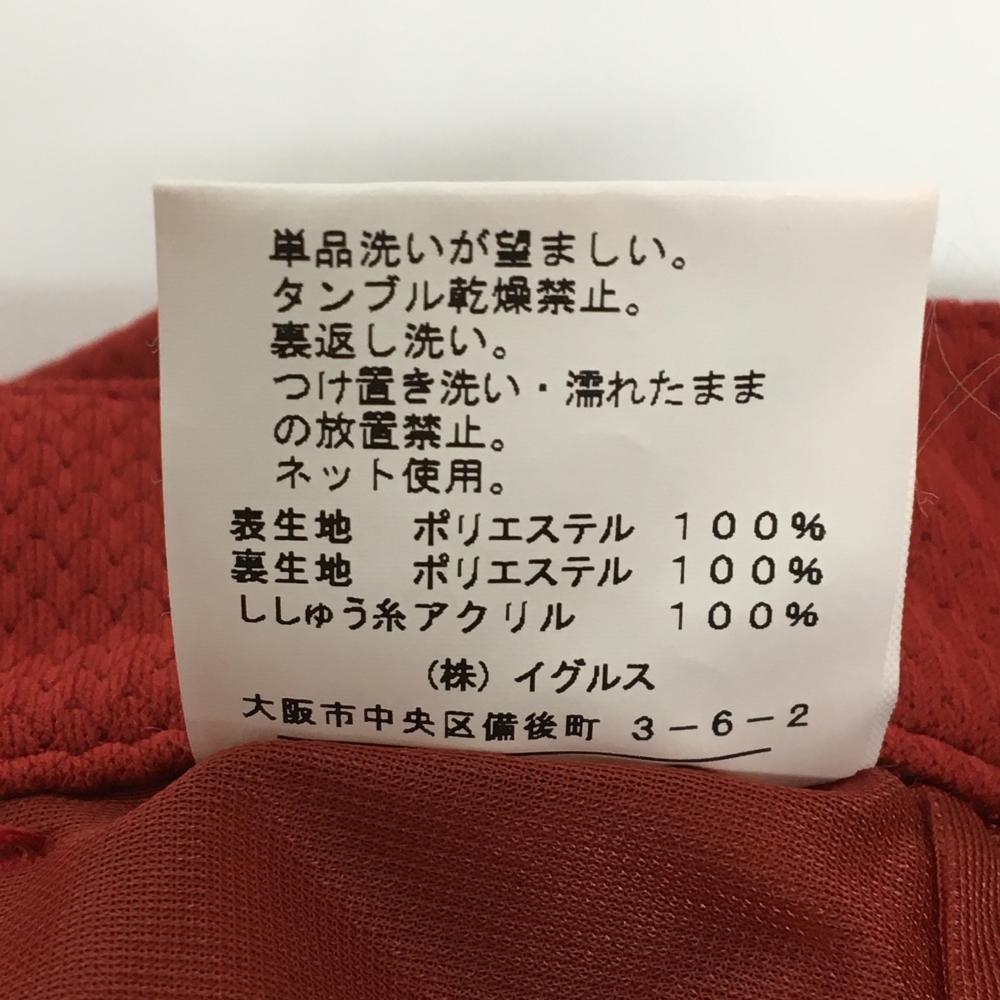 単品洗いが望ましい。
タンブル乾燥禁止。
裏返し洗い。
つけ置き洗い・濡れたまま
の放置禁止。
ネット使用。
表生地 ポリエステル 100%
裏生地 ポリエステル 100%
ししゅう糸アクリル 100%
(株)イグルス
大阪市中央区備後町 3-6-2